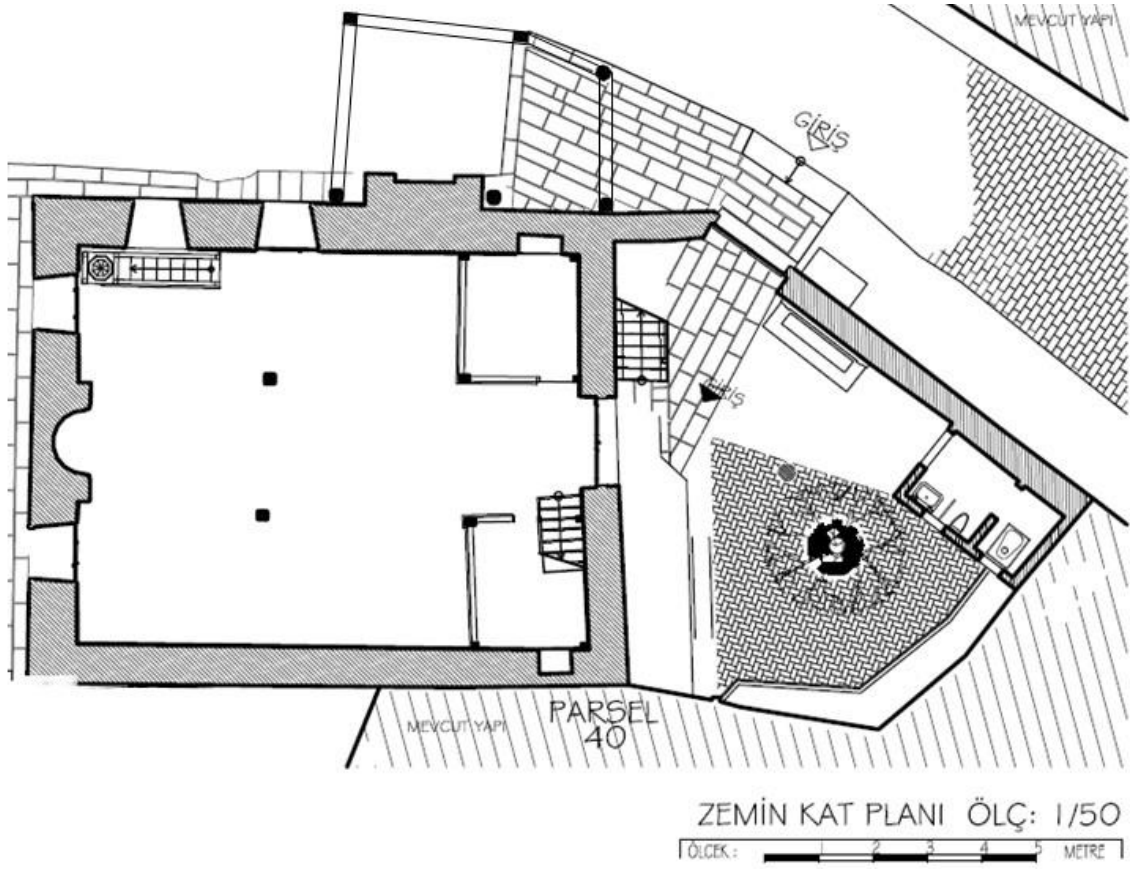 MEVCUT YAPI
GİRİŞ
GİRİŞ
MEVCUT YAPI
PARSEL
40
ZEMİN KAT PLANI ÖLÇ: 1/50
ÖLÇEK: 1 2 3 4 5 METRE